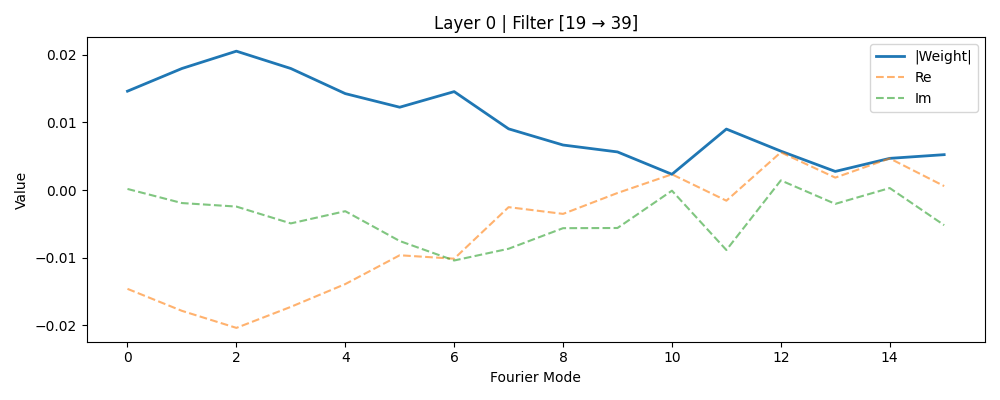 Layer 0 | Filter [19 → 39]
|Weight|
Re
Im
Value
0.02
0.01
0.00
−0.01
−0.02
0 2 4 6 8 10 12 14
Fourier Mode